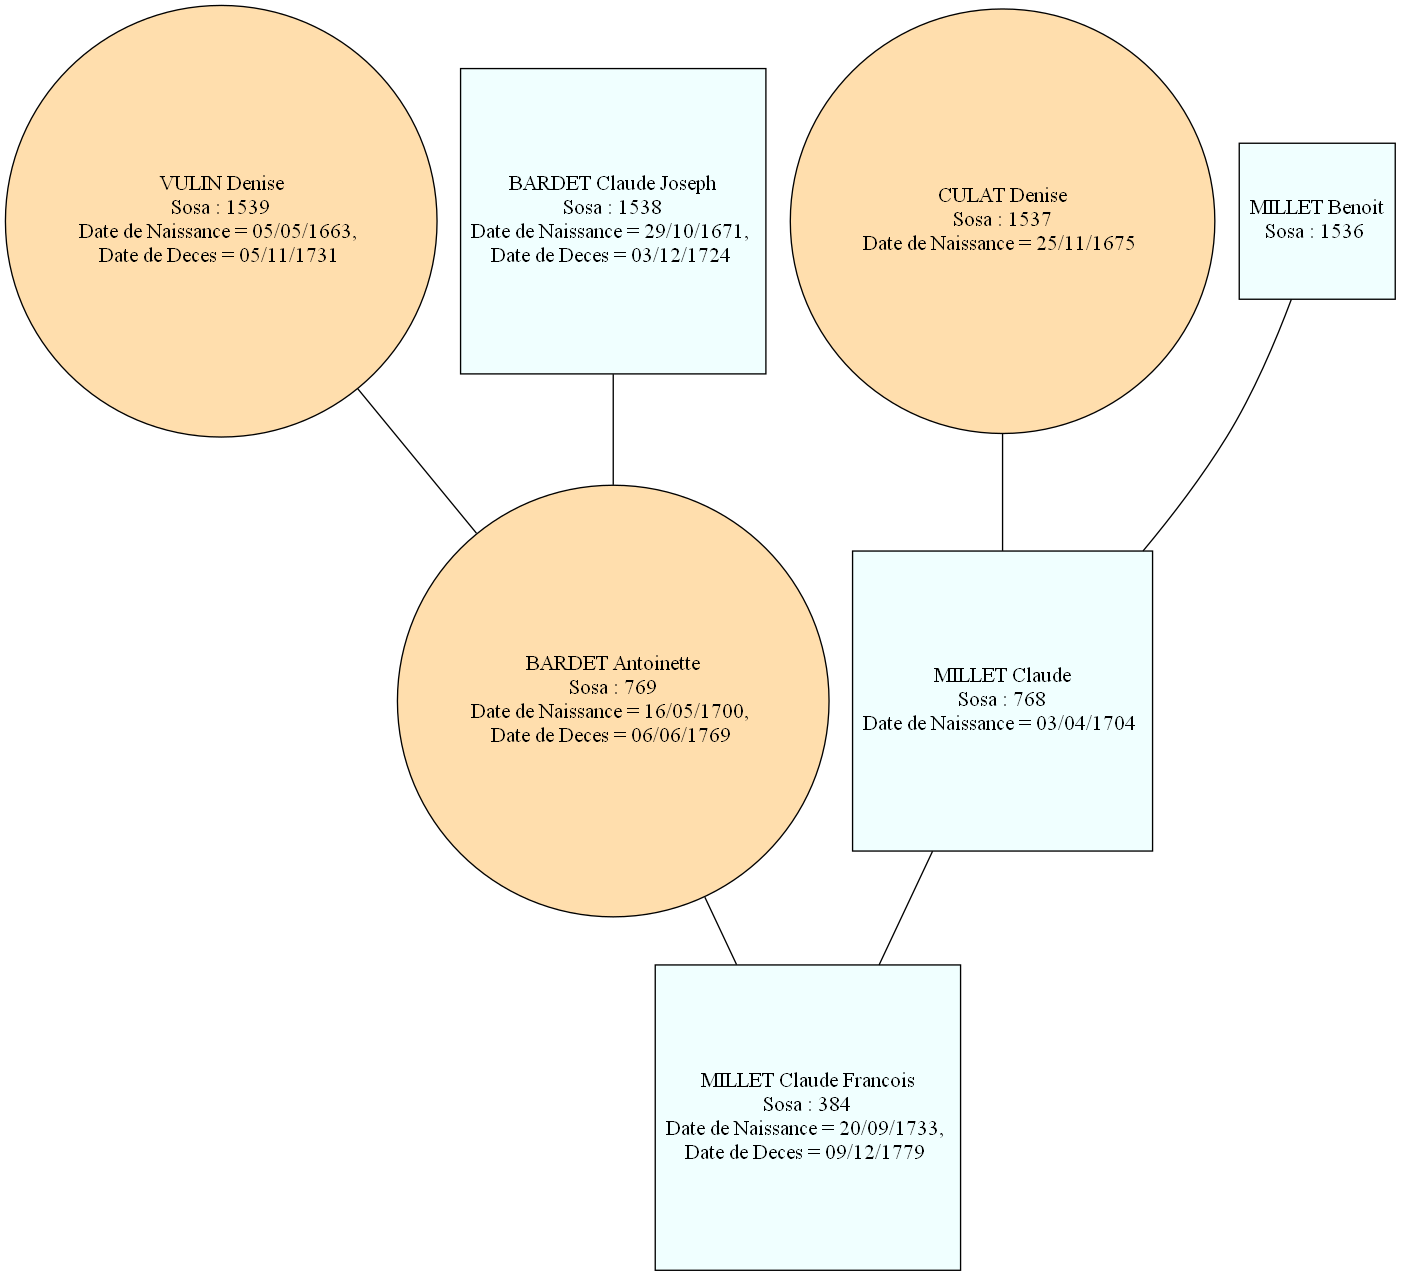 VULIN Denise
Sosa : 1539
Date de Naissance = 05/05/1663,
Date de Deces = 05/11/1731
BARDET Claude Joseph
Sosa : 1538
Date de Naissance = 29/10/1671,
Date de Deces = 03/12/1724
CULAT Denise
Sosa : 1537
Date de Naissance = 25/11/1675
MILLET Benoit
Sosa : 1536
BARDET Antoinette
Sosa : 769
Date de Naissance = 16/05/1700,
Date de Deces = 06/06/1769
MILLET Claude
Sosa : 768
Date de Naissance = 03/04/1704
MILLET Claude Francois
Sosa : 384
Date de Naissance = 20/09/1733,
Date de Deces = 09/12/1779